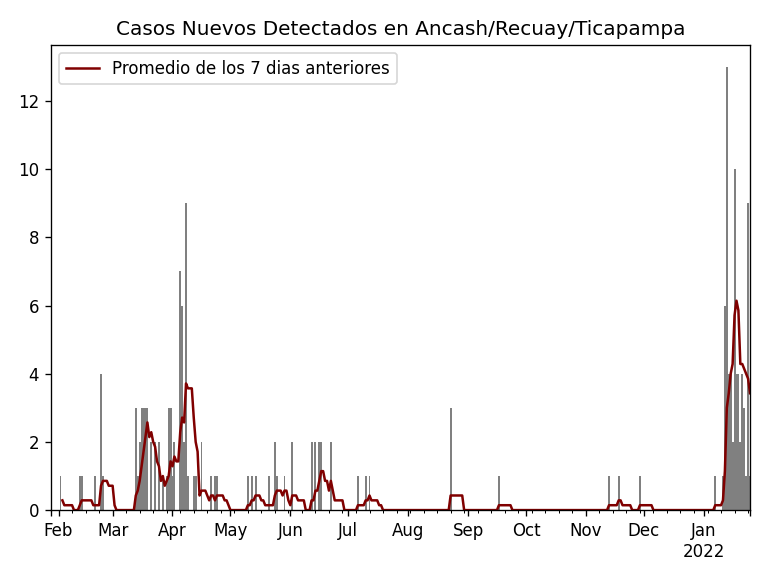 Casos Nuevos Detectados en Ancash/Recuay/Ticapampa
Promedio de los 7 dias anteriores
12
10
8
6
4
2
0
Feb Mar Apr May Jun Jul Aug Sep Oct Nov Dec Jan
2022